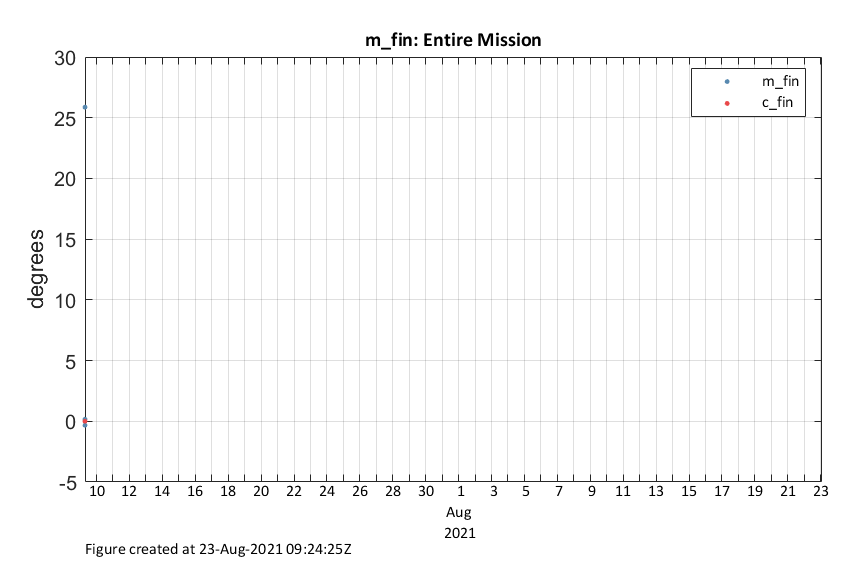 m_fin: Entire Mission
30
25
20
15
10
5
0
-5
degrees
m_fin
c_fin
10 12 14 16 18 20 22 24 26 28 30 1 3 5 7 9 11 13 15 17 19 21 23
Aug
2021
Figure created at 23-Aug-2021 09:24:25Z